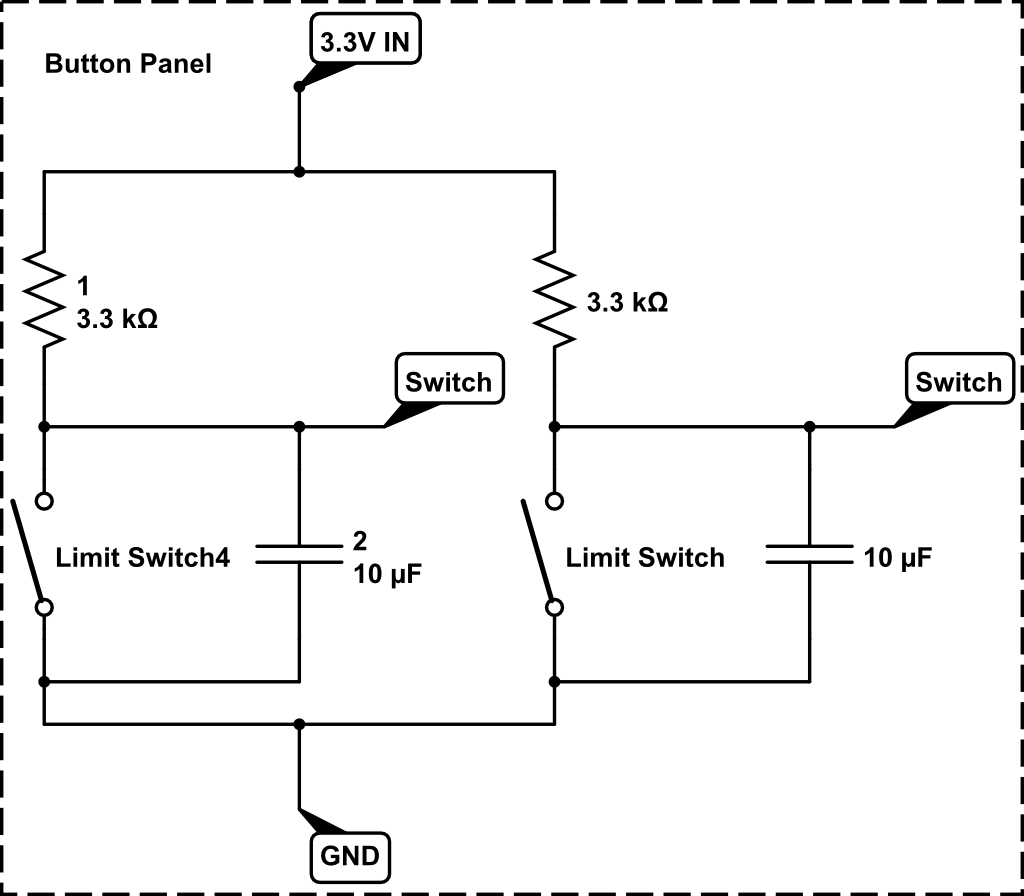 3.3V IN
Button Panel
1
3.3 kΩ
3.3 kΩ
Switch
Switch
Limit Switch4
2
10 µF
Limit Switch
10 µF
GND